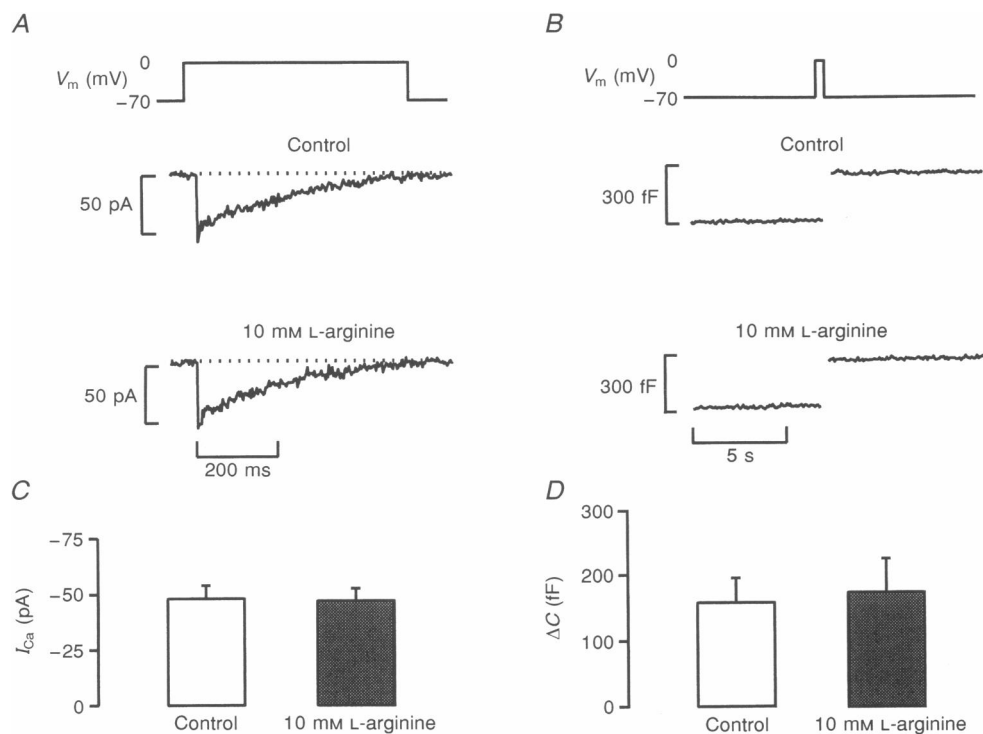 A
0
Vm (mV)
−70
Control
50 pA
10 mM L-arginine
50 pA
200 ms
B
0
Vm (mV)
−70
Control
300 fF
10 mM L-arginine
300 fF
5 s
C
−75
−50
−25
0
ICa (pA)
Control
10 mM L-arginine
D
300
200
100
0
ΔC (fF)
Control
10 mM L-arginine